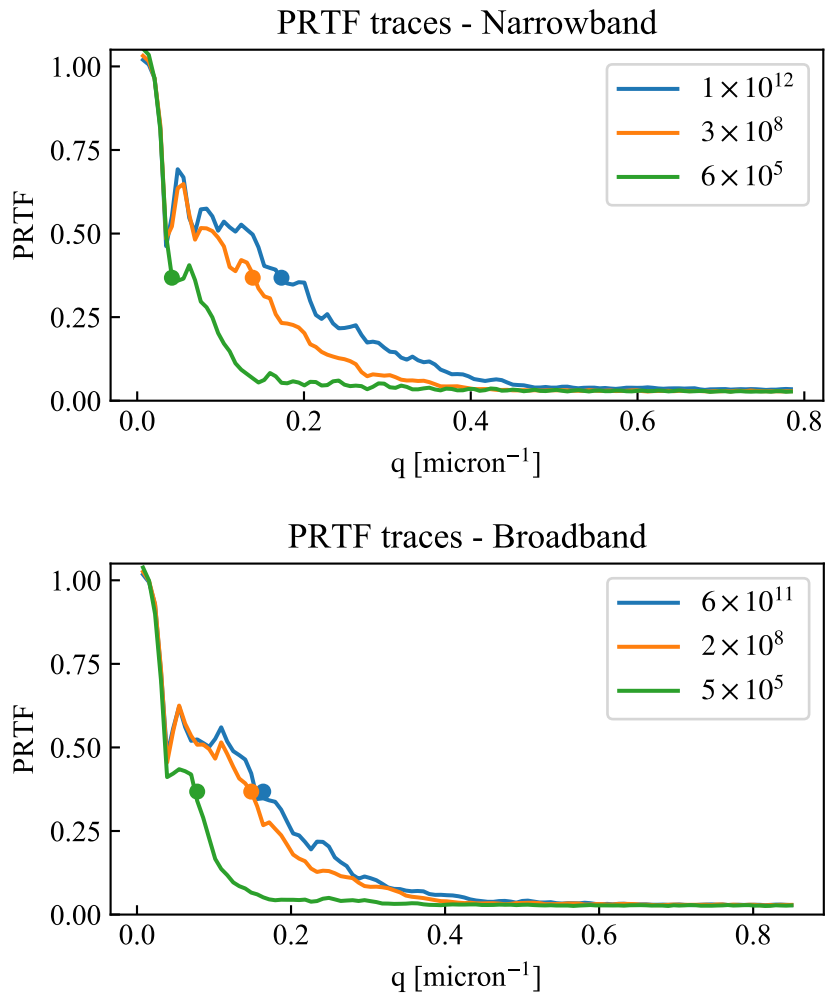 PRTF traces - Narrowband
1.00
0.75
0.50
0.25
0.00
PRTF
1×10¹²
3×10⁸
6×10⁵
0.0 0.2 0.4 0.6 0.8
q [micron⁻¹]
PRTF traces - Broadband
1.00
0.75
0.50
0.25
0.00
PRTF
6×10¹¹
2×10⁸
5×10⁵
0.0 0.2 0.4 0.6 0.8
q [micron⁻¹]